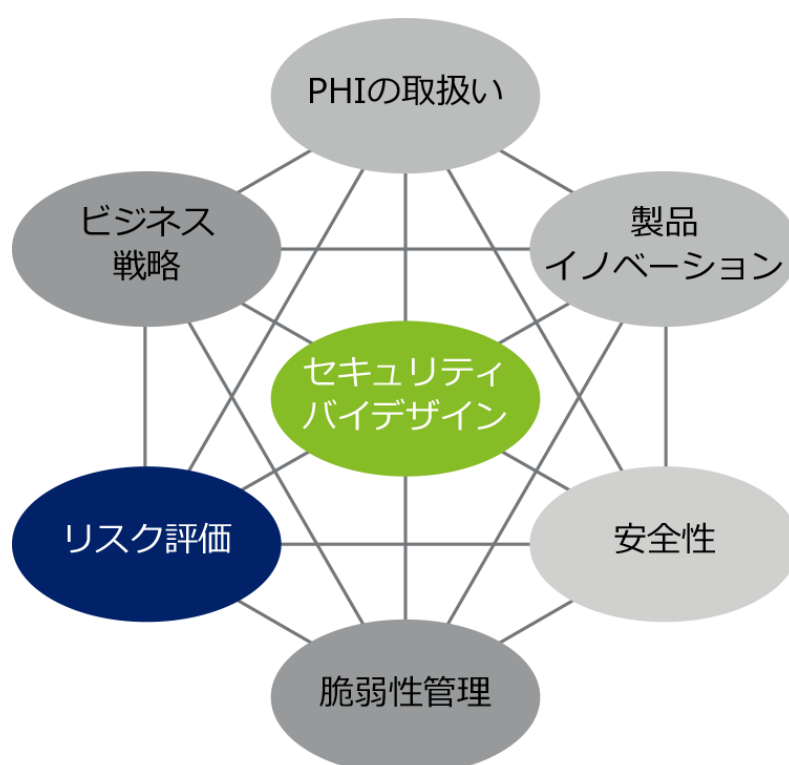 PHIの取扱い
ビジネス
戦略
製品
イノベーション
セキュリティ
バイデザイン
リスク評価
安全性
脆弱性管理